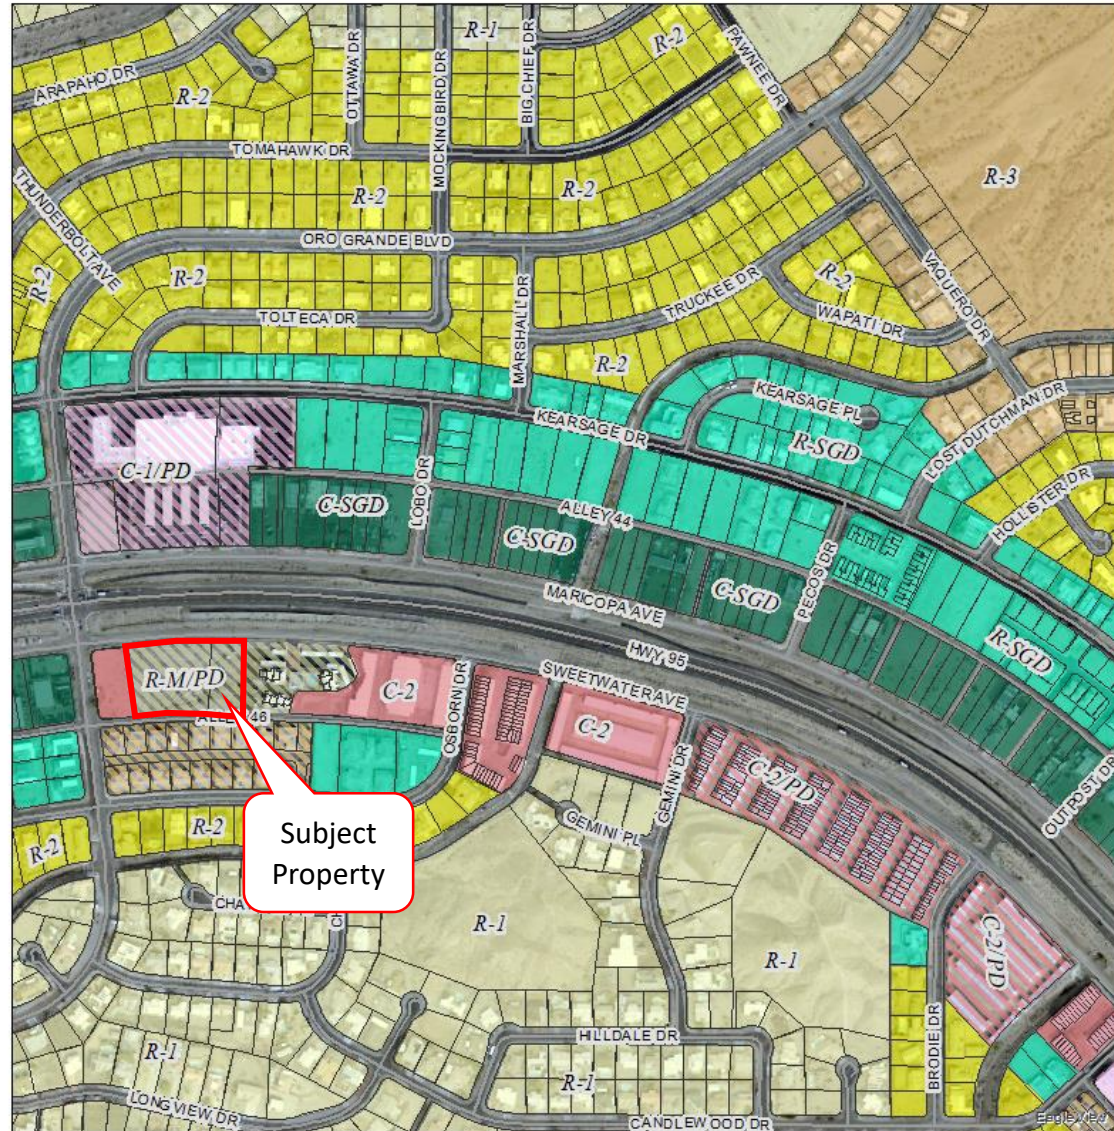 R-1
ARAPAHO DR
OTTAWA DR
MOCKINGBIRD DR
BIG CHIEF DR
R-2
PAWNEE DR
R-2
TOMAHAWK DR
R-3
THUNDERBOLT AVE
R-2
R-2
ORO GRANDE BLVD
VAQUERO DR
R-2
R-2
R-2
TRUCKEE DR
WAPATI DR
TOLTECA DR
MARSHALL DR
R-2
KEARSAGE PL
KEARSAGE DR
R-SGD
LOST DUTCHMAN DR
C-1/PD
LOBO DR
HOLLISTER DR
C-SGD
ALLEY 44
C-SGD
PECOS DR
C-SGD
MARICOPA AVE
R-SGD
HWY 95
R-M/PD
C-2
OSBORN DR
SWEETWATER AVE
C-2
46
GEMINI DR
C-2/PD
OUTPOST DR
Subject
Property
R-2
R-2
GEMINI PL
CHA
R-1
C-2/PD
R-1
HILLDALE DR
R-1
R-1
BRODIE DR
LONGVIEW DR
CANDLEWOOD DR
EagleView